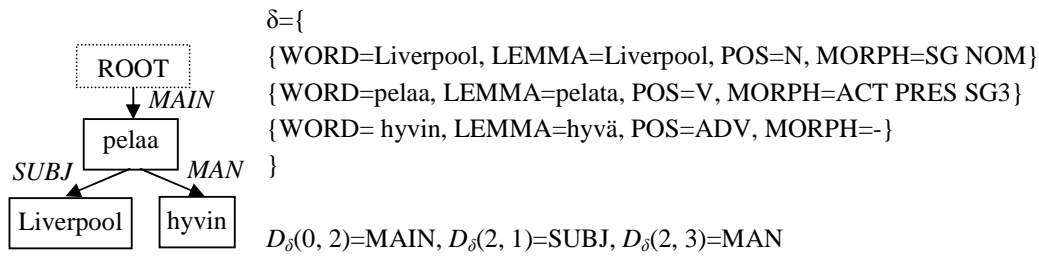 ROOT
MAIN
pelaa
SUBJ
MAN
Liverpool
hyvin
δ={
{WORD=Liverpool, LEMMA=Liverpool, POS=N, MORPH=SG NOM}
{WORD=pelaa, LEMMA=pelata, POS=V, MORPH=ACT PRES SG3}
{WORD= hyvin, LEMMA=hyvä, POS=ADV, MORPH=-}
}
Dδ(0, 2)=MAIN, Dδ(2, 1)=SUBJ, Dδ(2, 3)=MAN